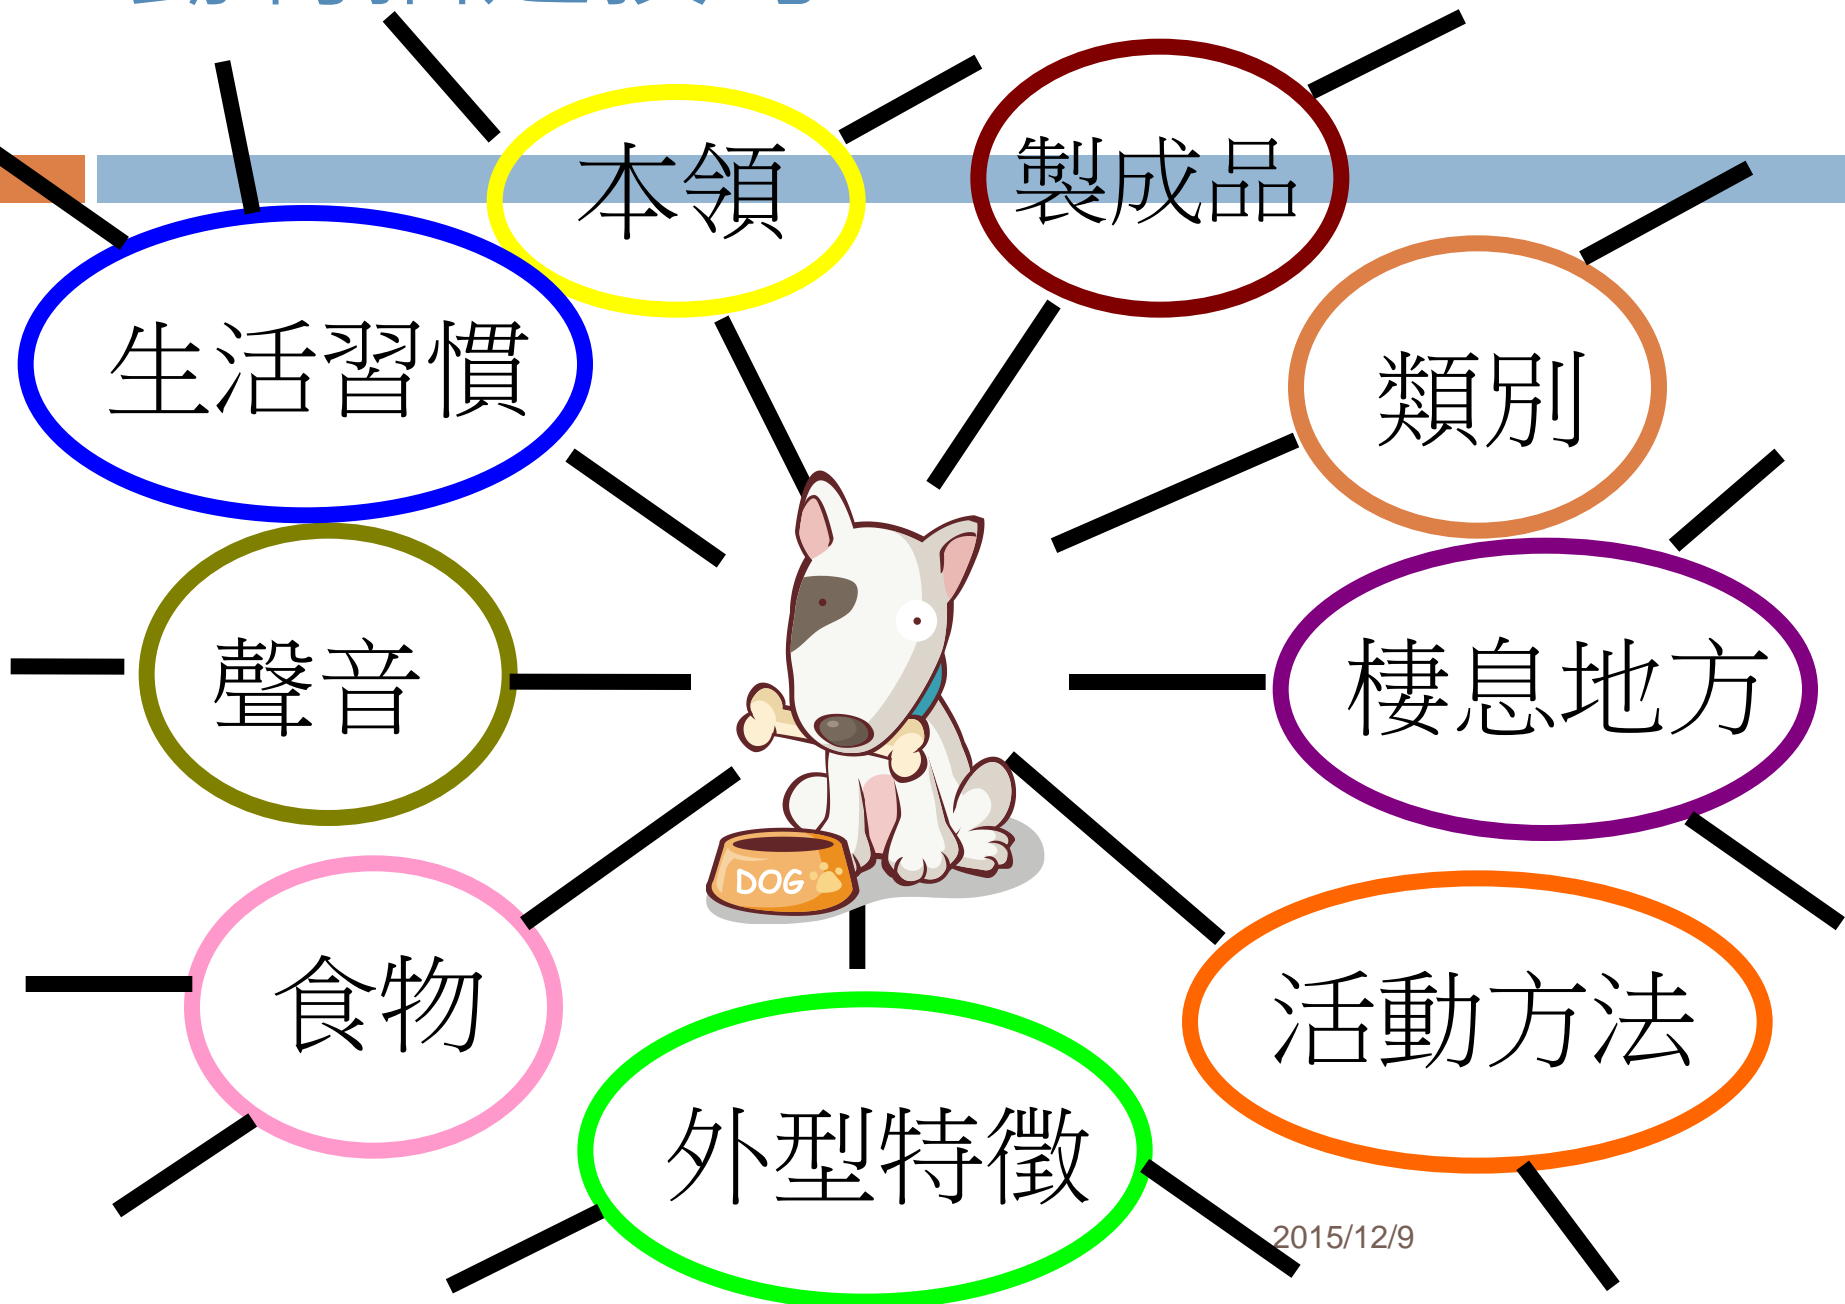 本領
製成品
生活習慣
類別
聲音
棲息地方
DOG
食物
活動方法
外型特徵
2015/12/9